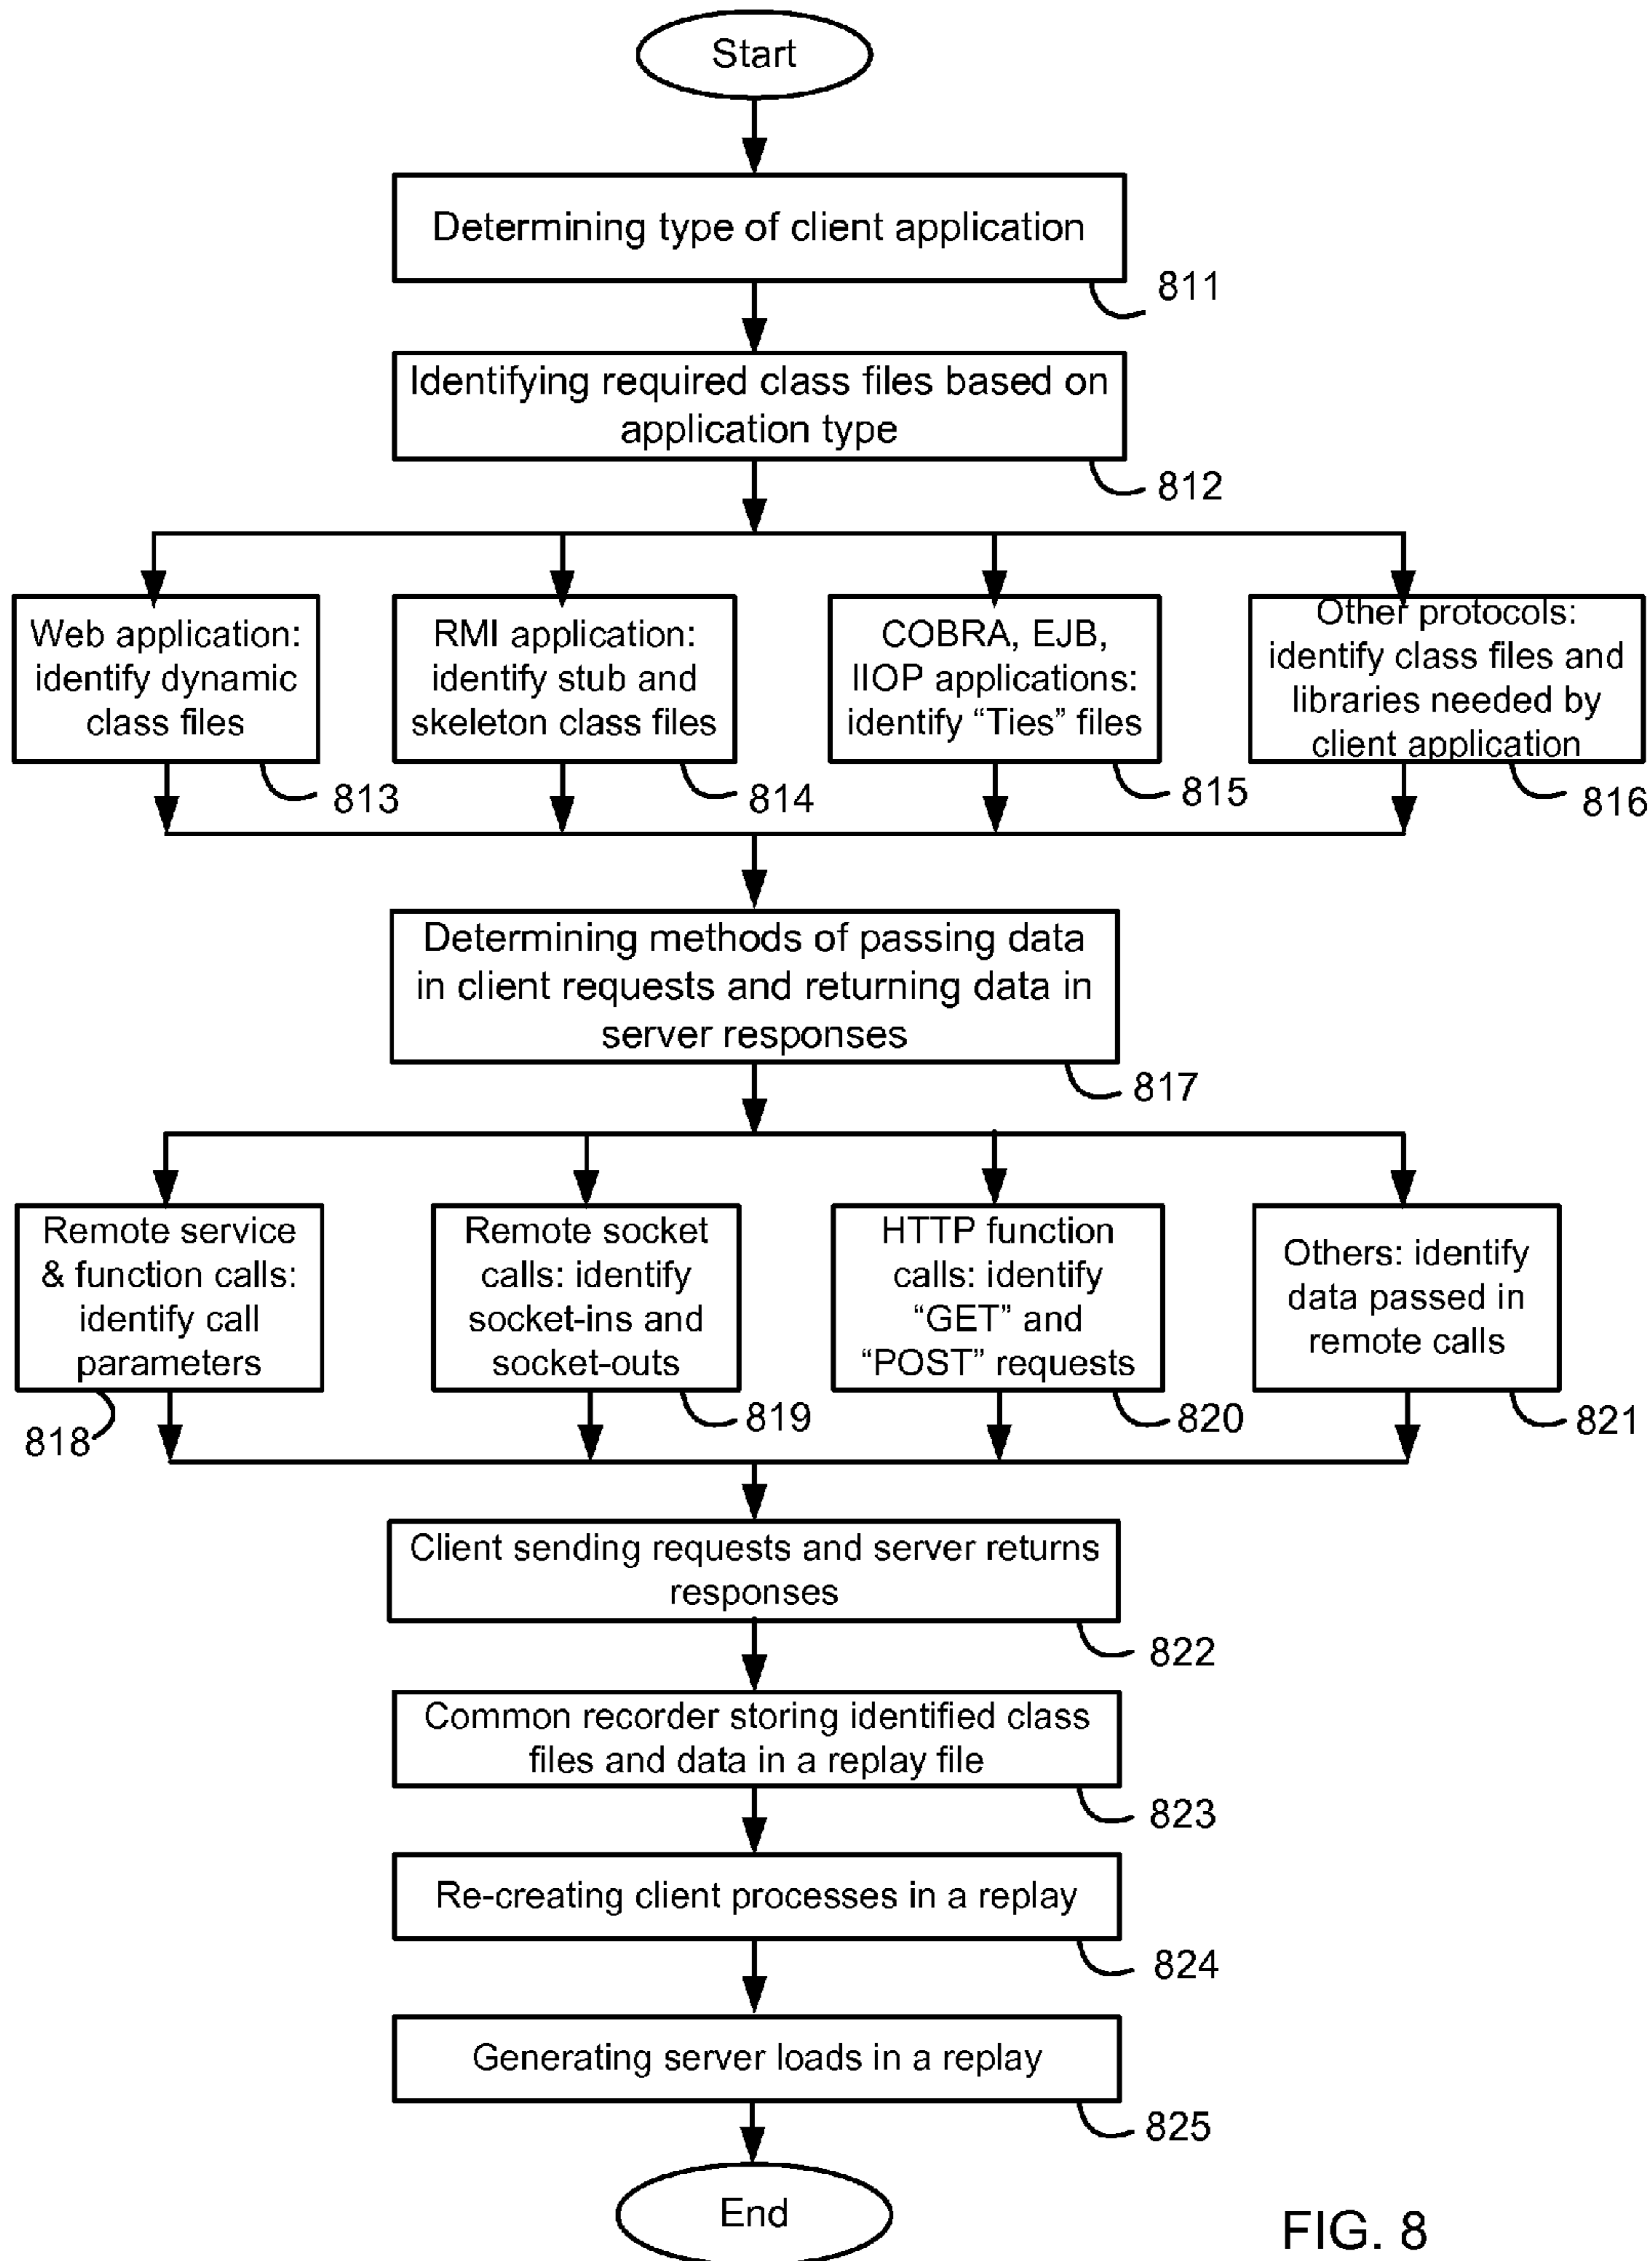 Start
Determining type of client application
811
Identifying required class files based on
application type
812
Web application:
identify dynamic
class files
813
RMI application:
identify stub and
skeleton class files
814
COBRA, EJB,
IIOP applications:
identify “Ties” files
815
Other protocols:
identify class files and
libraries needed by
client application
816
Determining methods of passing data
in client requests and returning data in
server responses
817
Remote service
& function calls:
identify call
parameters
818
Remote socket
calls: identify
socket-ins and
socket-outs
819
HTTP function
calls: identify
“GET” and
“POST” requests
820
Others: identify
data passed in
remote calls
821
Client sending requests and server returns
responses
822
Common recorder storing identified class
files and data in a replay file
823
Re-creating client processes in a replay
824
Generating server loads in a replay
825
End
FIG. 8